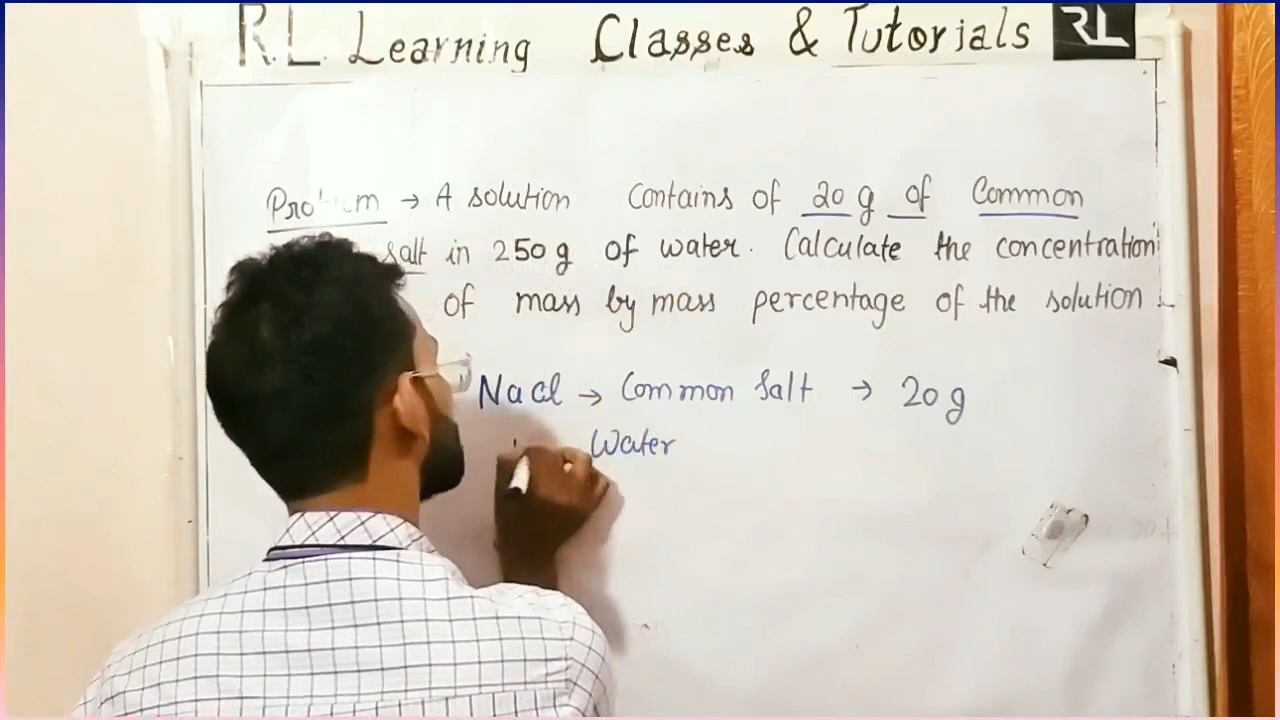 R.L. Learning Classes & Tutorials RL
→ A solution contains of 20 g of Common
salt in 250 g of water. Calculate the concentration
of mass by mass percentage of the solution
NaCl → Common Salt → 20 g
Water